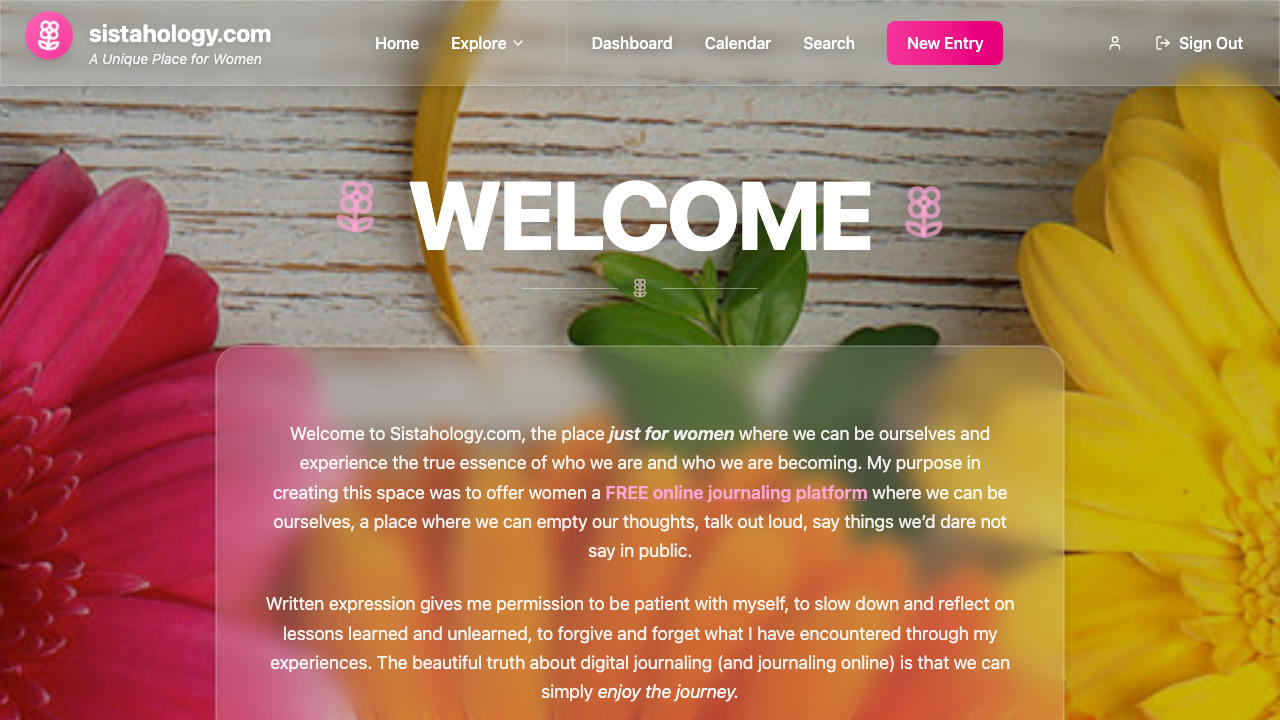 sistahology.com
A Unique Place for Women
Home
Explore
Dashboard
Calendar
Search
New Entry
Sign Out
WELCOME
Welcome to Sistahology.com, the place just for women where we can be ourselves and
experience the true essence of who we are and who we are becoming. My purpose in
creating this space was to offer women a FREE online journaling platform where we can be
ourselves, a place where we can empty our thoughts, talk out loud, say things we’d dare not
say in public.
Written expression gives me permission to be patient with myself, to slow down and reflect on
lessons learned and unlearned, to forgive and forget what I have encountered through my
experiences. The beautiful truth about digital journaling (and journaling online) is that we can
simply enjoy the journey.